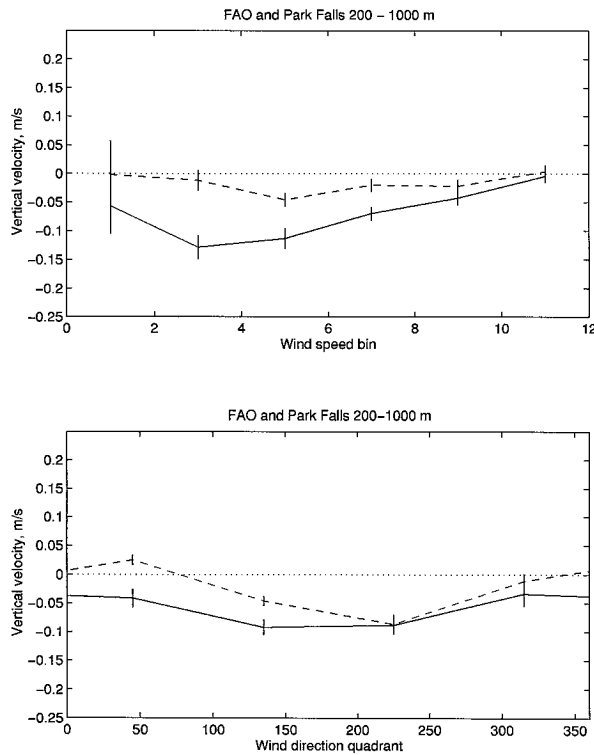 FAO and Park Falls 200 − 1000 m
0.2
0.15
0.1
0.05
0
−0.05
−0.1
−0.15
−0.2
−0.25
Vertical velocity, m/s
0 2 4 6 8 10 12
Wind speed bin
FAO and Park Falls 200−1000 m
0.2
0.15
0.1
0.05
0
−0.05
−0.1
−0.15
−0.2
−0.25
Vertical velocity, m/s
0 50 100 150 200 250 300 350
Wind direction quadrant